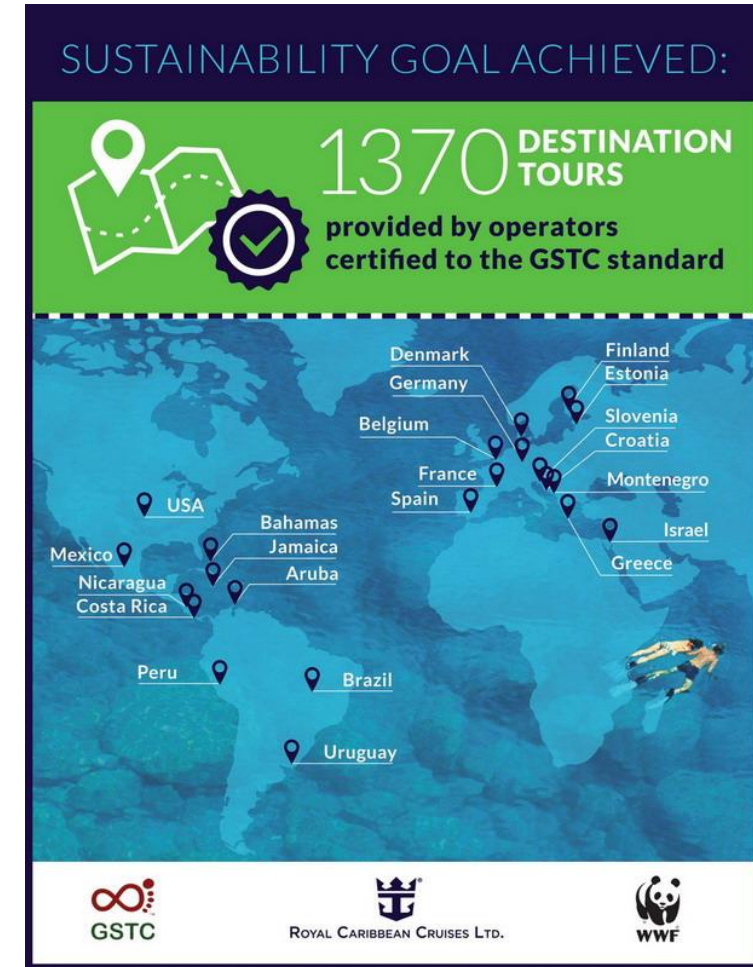 SUSTAINABILITY GOAL ACHIEVED:
1370 DESTINATION
TOURS
provided by operators
certified to the GSTC standard
Denmark
Germany
Belgium
France
Spain
Finland
Estonia
Slovenia
Croatia
Montenegro
Israel
Greece
USA
Mexico
Bahamas
Jamaica
Aruba
Nicaragua
Costa Rica
Peru
Brazil
Uruguay
GSTC
ROYAL CARIBBEAN CRUISES LTD.
WWF